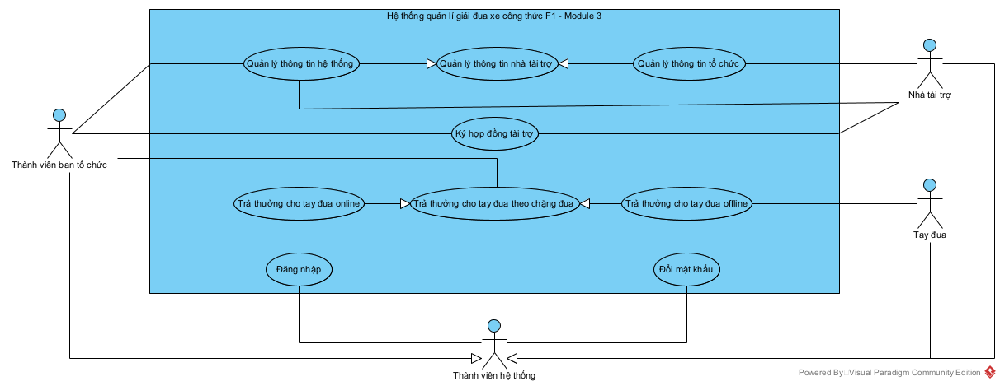 Hệ thống quản lí giải đua xe công thức F1 - Module 3
Quản lý thông tin hệ thống
Quản lý thông tin nhà tài trợ
Quản lý thông tin tổ chức
Nhà tài trợ
Ký hợp đồng tài trợ
Thành viên ban tổ chức
Trả thưởng cho tay đua online
Trả thưởng cho tay đua theo chặng đua
Trả thưởng cho tay đua offline
Tay đua
Đăng nhập
Đổi mật khẩu
Thành viên hệ thống
Powered By Visual Paradigm Community Edition